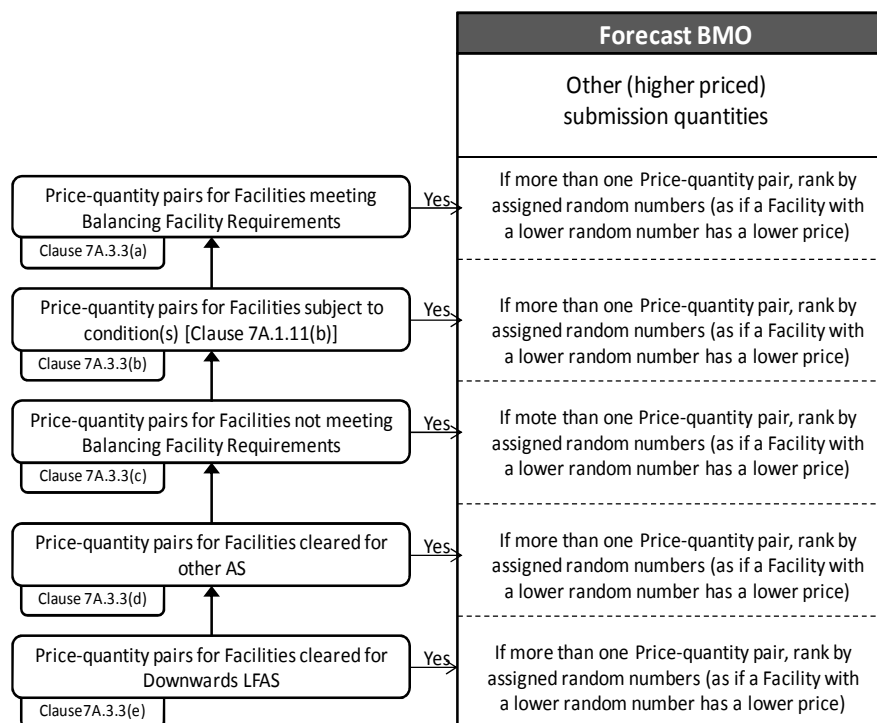 Forecast BMO
Other (higher priced)
submission quantities
Price-quantity pairs for Facilities meeting
Balancing Facility Requirements
Clause 7A.3.3(a)
Yes
If more than one Price-quantity pair, rank by
assigned random numbers (as if a Facility with
a lower random number has a lower price)
Price-quantity pairs for Facilities subject to
condition(s) [Clause 7A.1.11(b)]
Clause 7A.3.3(b)
Yes
If more than one Price-quantity pair, rank by
assigned random numbers (as if a Facility with
a lower random number has a lower price)
Price-quantity pairs for Facilities not meeting
Balancing Facility Requirements
Clause 7A.3.3(c)
Yes
If mote than one Price-quantity pair, rank by
assigned random numbers (as if a Facility with
a lower random number has a lower price)
Price-quantity pairs for Facilities cleared for
other AS
Clause 7A.3.3(d)
Yes
If more than one Price-quantity pair, rank by
assigned random numbers (as if a Facility with
a lower random number has a lower price)
Price-quantity pairs for Facilities cleared for
Downwards LFAS
Clause7A.3.3(e)
Yes
If more than one Price-quantity pair, rank by
assigned random numbers (as if a Facility with
a lower random number has a lower price)